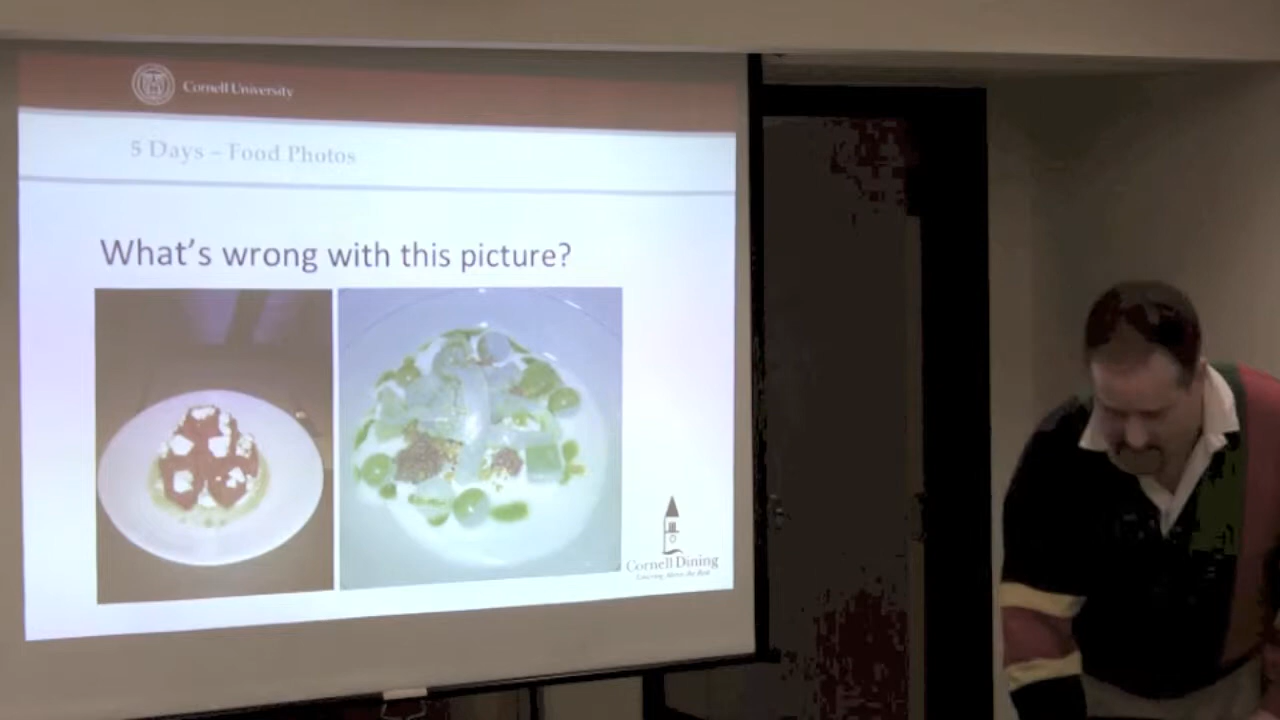 Cornell University
5 Days – Food Photos
What's wrong with this picture?
Cornell Dining